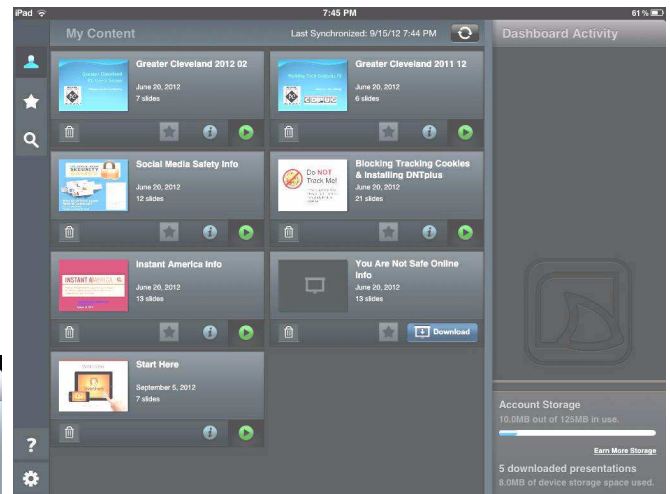 iPad
7:45 PM
61 %
My Content
Last Synchronized: 9/15/12 7:44 PM
Dashboard Activity
Greater Cleveland 2012 02
June 20, 2012
7 slides
Greater Cleveland 2011 12
June 20, 2012
6 slides
Social Media Safety Info
June 20, 2012
12 slides
SECURITY
Blocking Tracking Cookies
& Installing DNTplus
June 20, 2012
21 slides
Do NOT
Track Me!
Instant America Info
June 20, 2012
13 slides
INSTANT AMERICA
You Are Not Safe Online
Info
June 20, 2012
13 slides
Download
Start Here
September 5, 2012
7 slides
Account Storage
10.0MB out of 125MB in use.
Earn More Storage
5 downloaded presentations
8.0MB of device storage space used.
?